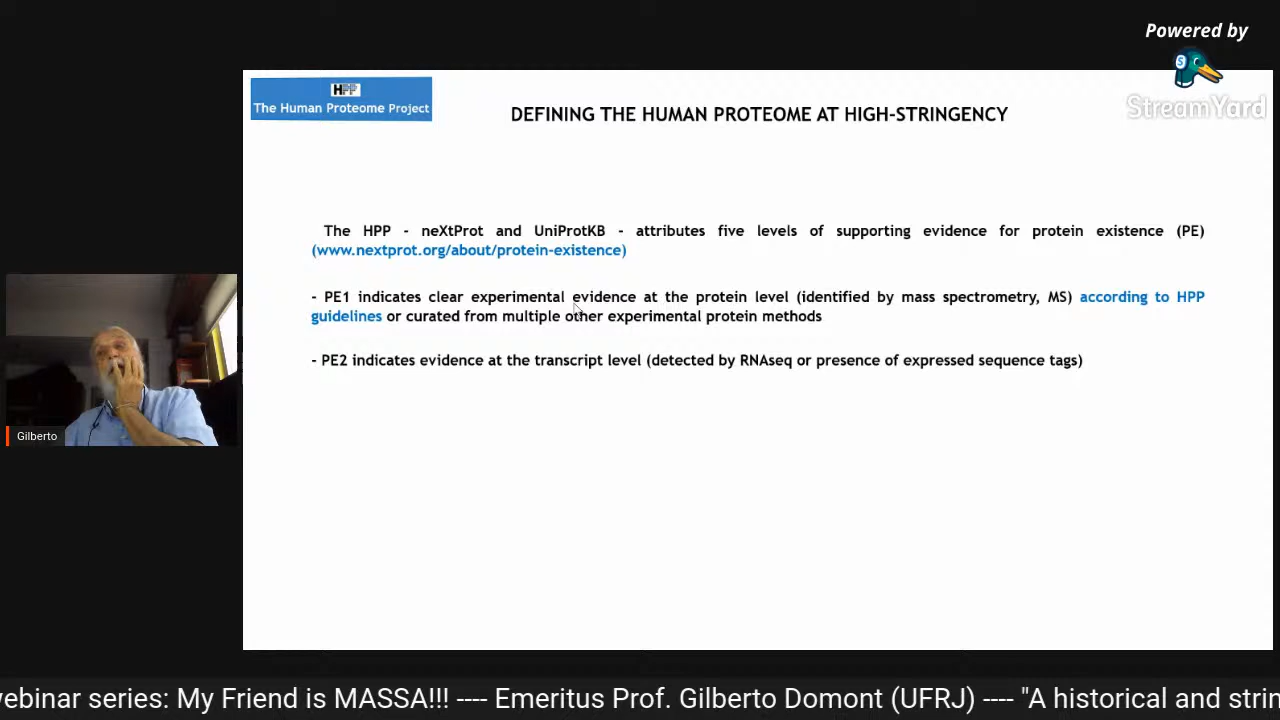 Powered by
StreamYard
HPP
The Human Proteome Project
DEFINING THE HUMAN PROTEOME AT HIGH-STRINGENCY
The HPP - neXtProt and UniProtKB - attributes five levels of supporting evidence for protein existence (PE)
(www.nextprot.org/about/protein-existence)
- PE1 indicates clear experimental evidence at the protein level (identified by mass spectrometry, MS) according to HPP
guidelines or curated from multiple other experimental protein methods
- PE2 indicates evidence at the transcript level (detected by RNAseq or presence of expressed sequence tags)
Gilberto
webinar series: My Friend is MASSA!!! ---- Emeritus Prof. Gilberto Domont (UFRJ) ---- "A historical and strin